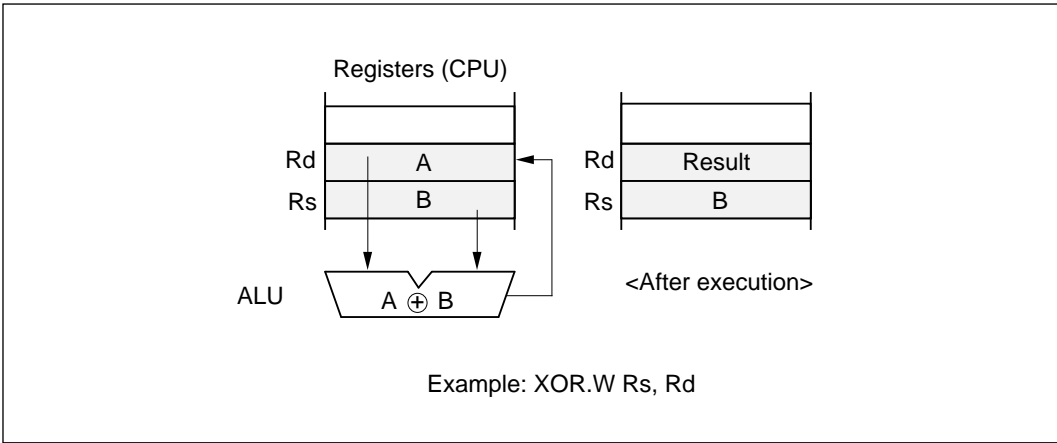 Registers (CPU)
Rd A
Rs B
ALU A ⊕ B
Rd Result
Rs B
<After execution>
Example: XOR.W Rs, Rd